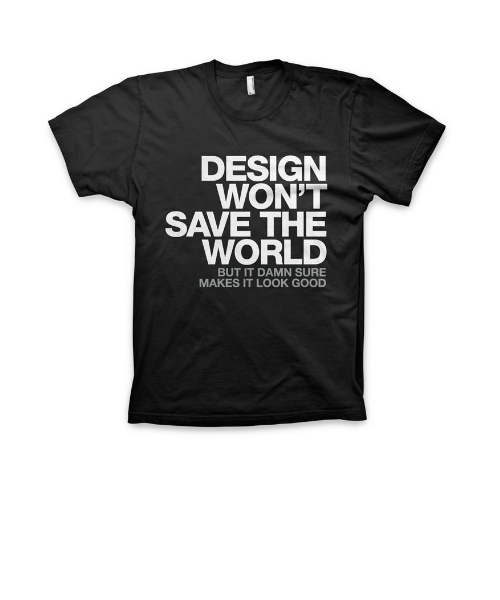 DESIGN
WON'T
SAVE THE
WORLD
BUT IT DAMN SURE
MAKES IT LOOK GOOD